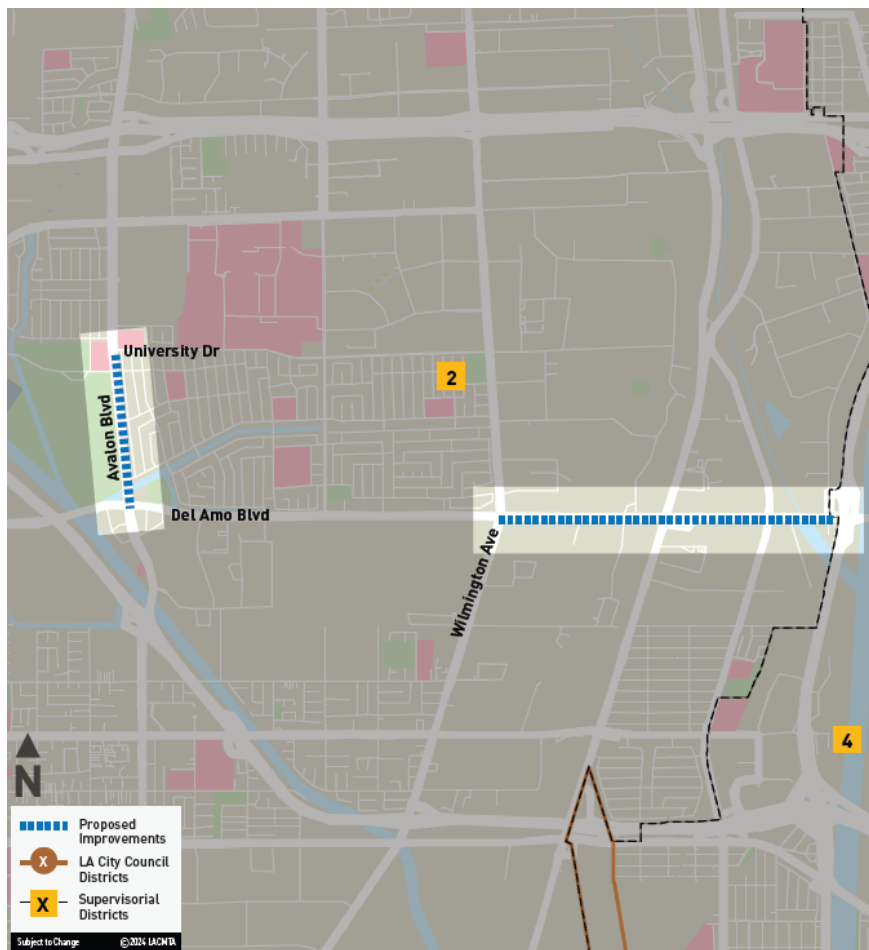 University Dr
2
Avalon Blvd
Del Amo Blvd
Wilmington Ave
4
N
Proposed
Improvements
X
LA City Council
Districts
X
Supervisorial
Districts
Subject to Change ©2024 LACMTA